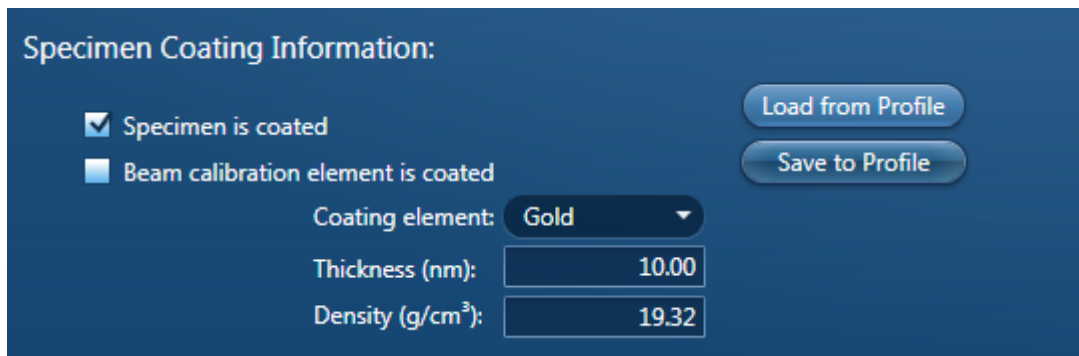 Specimen Coating Information:
Load from Profile
Specimen is coated
Save to Profile
Beam calibration element is coated
Coating element: Gold
Thickness (nm): 10.00
Density (g/cm³): 19.32